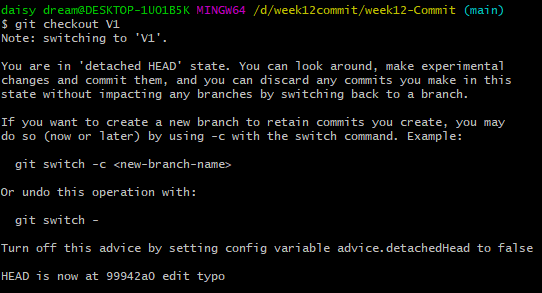 daisy dream@DESKTOP-1UO1B5K MINGW64 /d/week12commit/week12-Commit (main)
$ git checkout V1
Note: switching to 'V1'.
You are in 'detached HEAD' state. You can look around, make experimental
changes and commit them, and you can discard any commits you make in this
state without impacting any branches by switching back to a branch.
If you want to create a new branch to retain commits you create, you may
do so (now or later) by using -c with the switch command. Example:
git switch -c <new-branch-name>
Or undo this operation with:
git switch -
Turn off this advice by setting config variable advice.detachedHead to false
HEAD is now at 99942a0 edit typo